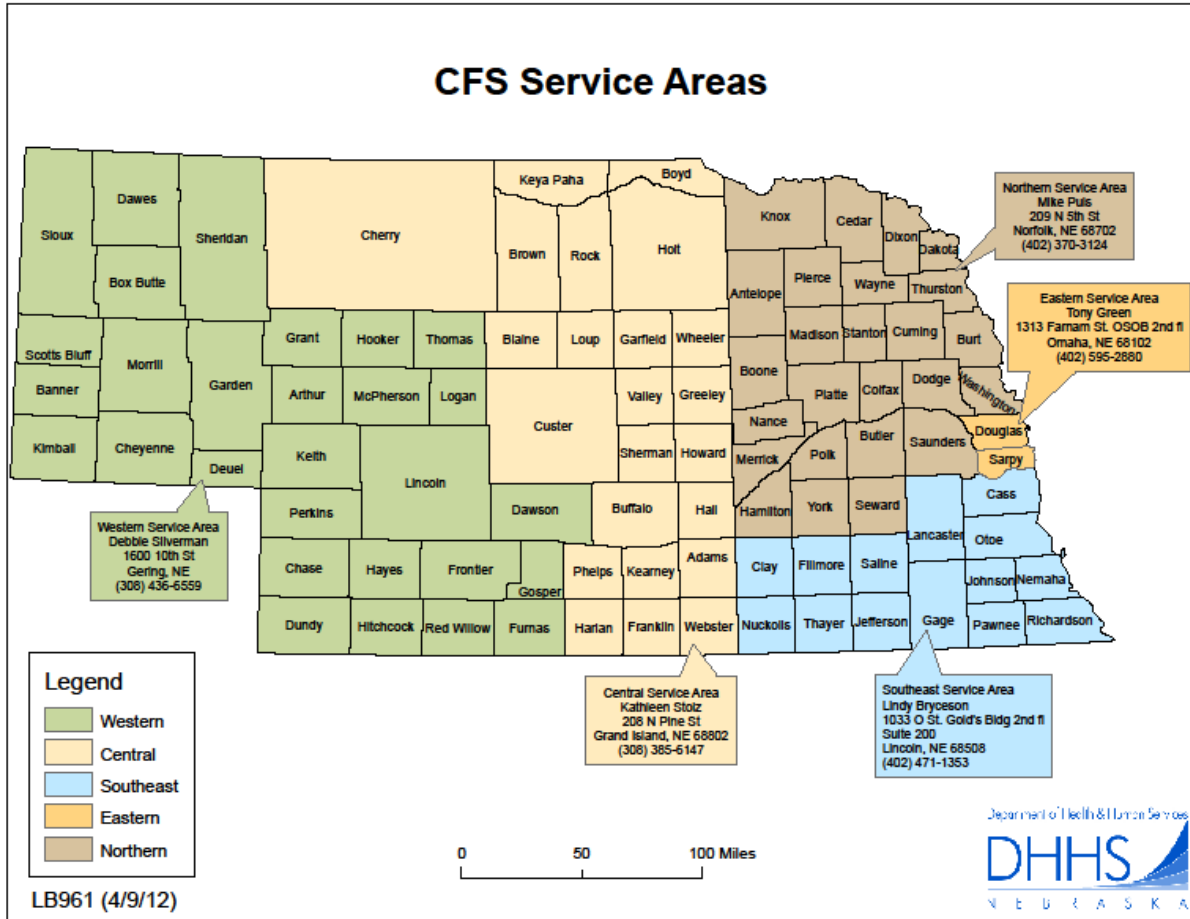 CFS Service Areas
Keya Paha
Boyd
Dawes
Knox
Cedar
Sioux
Sheridan
Cherry
Brown
Rock
Holt
Dixon
Dakota
Box Butte
Antelope
Pierce
Wayne
Thurston
Scotts Bluff
Morrill
Garden
Grant
Hooker
Thomas
Blaine
Loup
Garfield
Wheeler
Madison
Stanton
Cuming
Burt
Banner
Arthur
McPherson
Logan
Custer
Valley
Greeley
Boone
Platte
Colfax
Dodge
Washington
Kimball
Cheyenne
Deuel
Keith
Lincoln
Sherman
Howard
Nance
Merrick
Polk
Butler
Saunders
Douglas
Sarpy
Perkins
Dawson
Buffalo
Hall
Hamilton
York
Seward
Lancaster
Cass
Otoe
Chase
Hayes
Frontier
Gosper
Phelps
Kearney
Adams
Clay
Fillmore
Saline
Johnson
Nemaha
Dundy
Hitchcock
Red Willow
Furnas
Harlan
Franklin
Webster
Nuckolls
Thayer
Jefferson
Gage
Pawnee
Richardson
Northern Service Area
Mike Puls
209 N 5th St
Norfolk, NE 68702
(402) 370-3124
Eastern Service Area
Tony Green
1313 Farnam St. OSOB 2nd fl
Omaha, NE 68102
(402) 595-2880
Western Service Area
Debbie Silverman
1600 10th St
Gering, NE
(308) 436-6559
Central Service Area
Kathleen Stolz
208 N Pine St
Grand Island, NE 68802
(308) 385-6147
Southeast Service Area
Lindy Bryceson
1033 O St. Gold's Bldg 2nd fl
Suite 200
Lincoln, NE 68508
(402) 471-1353
Legend
Western
Central
Southeast
Eastern
Northern
LB961 (4/9/12)
0 50 100 Miles
Department of Health & Human Services
DHHS
NEBRASKA